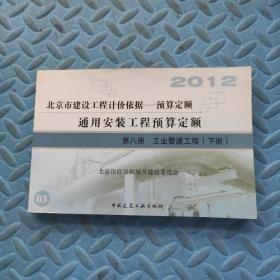 2012
北京市建设工程计价依据——预算定额
通用安装工程预算定额
第八册 工业管道工程（下册）
北京市住房和城乡建设委员会
03
中国建筑工业出版社